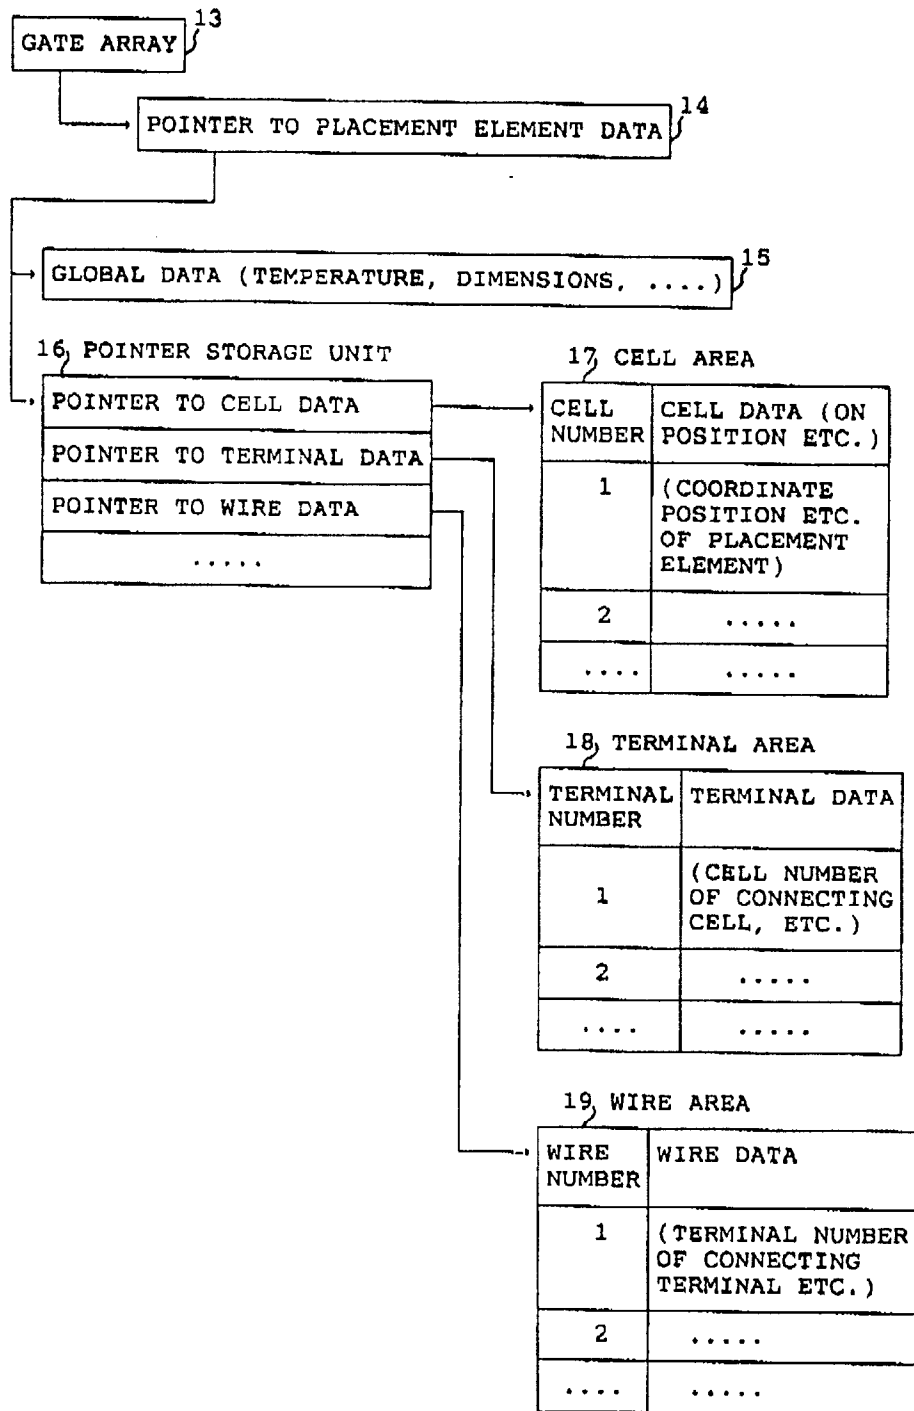 13
GATE ARRAY
14
POINTER TO PLACEMENT ELEMENT DATA
15
GLOBAL DATA (TEMPERATURE, DIMENSIONS, ....)
16 POINTER STORAGE UNIT
POINTER TO CELL DATA
POINTER TO TERMINAL DATA
POINTER TO WIRE DATA
.....
17 CELL AREA
CELL NUMBER
CELL DATA (ON POSITION ETC.)
1
(COORDINATE
POSITION ETC.
OF PLACEMENT
ELEMENT)
2
.....
....
.....
18 TERMINAL AREA
TERMINAL NUMBER
TERMINAL DATA
1
(CELL NUMBER
OF CONNECTING
CELL, ETC.)
2
.....
....
.....
19 WIRE AREA
WIRE NUMBER
WIRE DATA
1
(TERMINAL NUMBER
OF CONNECTING
TERMINAL ETC.)
2
.....
....
.....